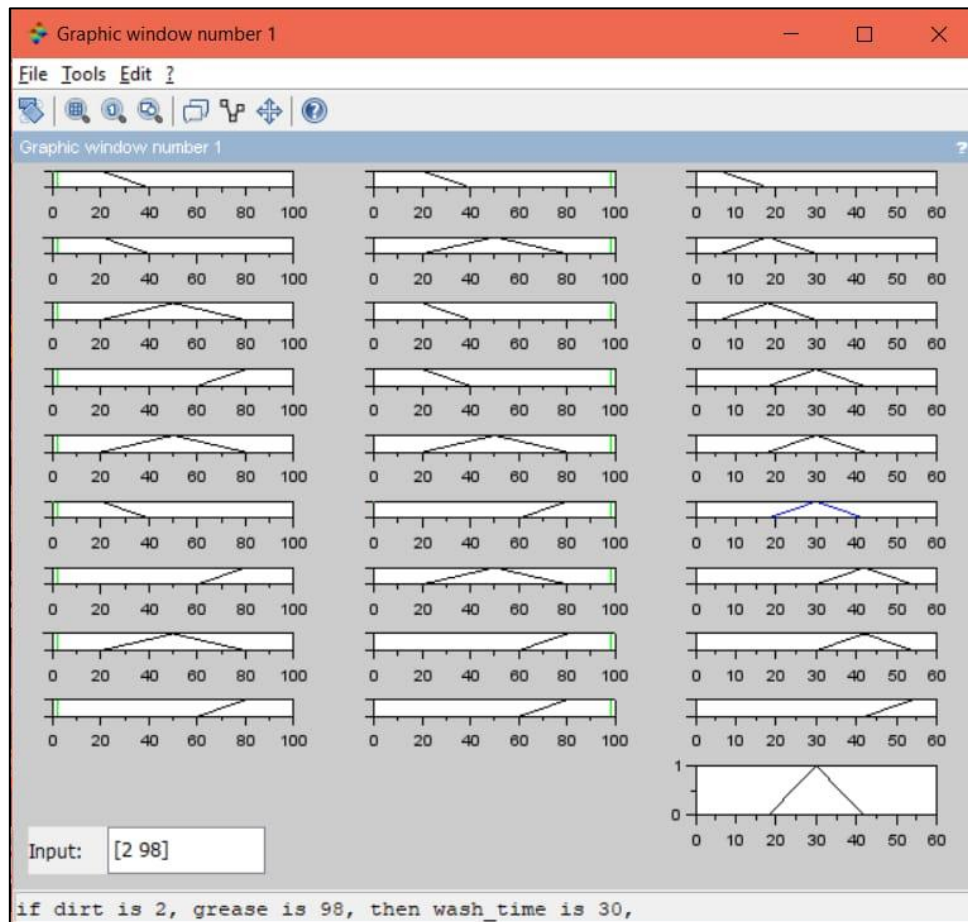 Graphic window number 1
File Tools Edit ?
Graphic window number 1 ?
0 20 40 60 80 100 0 20 40 60 80 100 0 10 20 30 40 50 60
0 20 40 60 80 100 0 20 40 60 80 100 0 10 20 30 40 50 60
0 20 40 60 80 100 0 20 40 60 80 100 0 10 20 30 40 50 60
0 20 40 60 80 100 0 20 40 60 80 100 0 10 20 30 40 50 60
0 20 40 60 80 100 0 20 40 60 80 100 0 10 20 30 40 50 60
0 20 40 60 80 100 0 20 40 60 80 100 0 10 20 30 40 50 60
0 20 40 60 80 100 0 20 40 60 80 100 0 10 20 30 40 50 60
0 20 40 60 80 100 0 20 40 60 80 100 0 10 20 30 40 50 60
0 20 40 60 80 100 0 20 40 60 80 100 0 10 20 30 40 50 60
1
0
0 10 20 30 40 50 60
Input: [2 98]
if dirt is 2, grease is 98, then wash_time is 30,